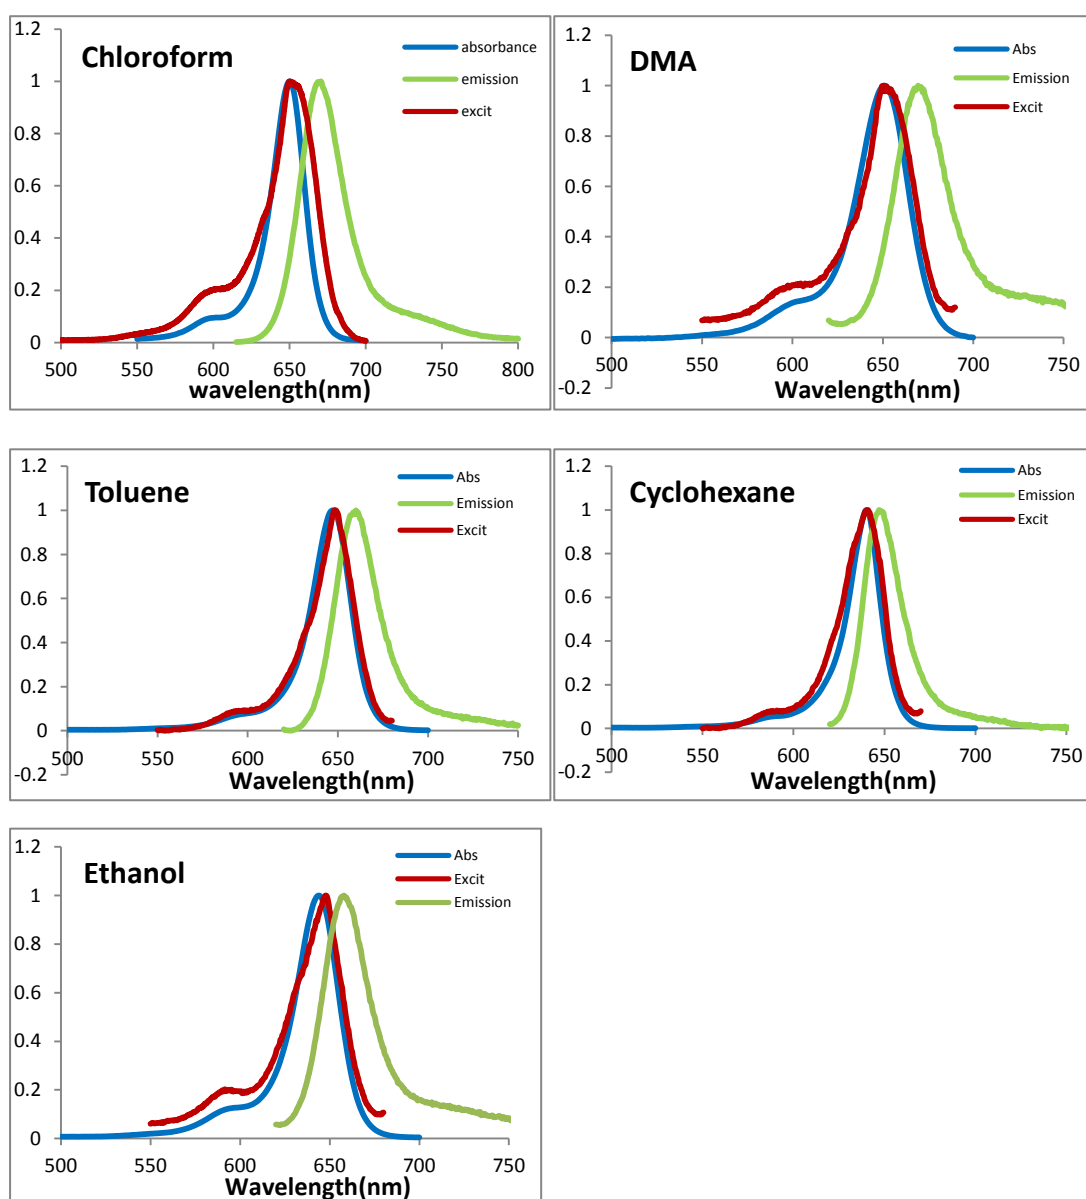 Chloroform
absorbance
emission
excit
1.2
1
0.8
0.6
0.4
0.2
0
500 550 600 650 700 750 800
wavelength(nm)
DMA
Abs
Emission
Excit
1.2
1
0.8
0.6
0.4
0.2
0
-0.2
500 550 600 650 700 750
Wavelength(nm)
Toluene
Abs
Emission
Excit
1.2
1
0.8
0.6
0.4
0.2
0
-0.2
500 550 600 650 700 750
Wavelength(nm)
Cyclohexane
Abs
Emission
Excit
1.2
1
0.8
0.6
0.4
0.2
0
-0.2
500 550 600 650 700 750
Wavelength(nm)
Ethanol
Abs
Excit
Emission
1.2
1
0.8
0.6
0.4
0.2
0
500 550 600 650 700 750
Wavelength(nm)